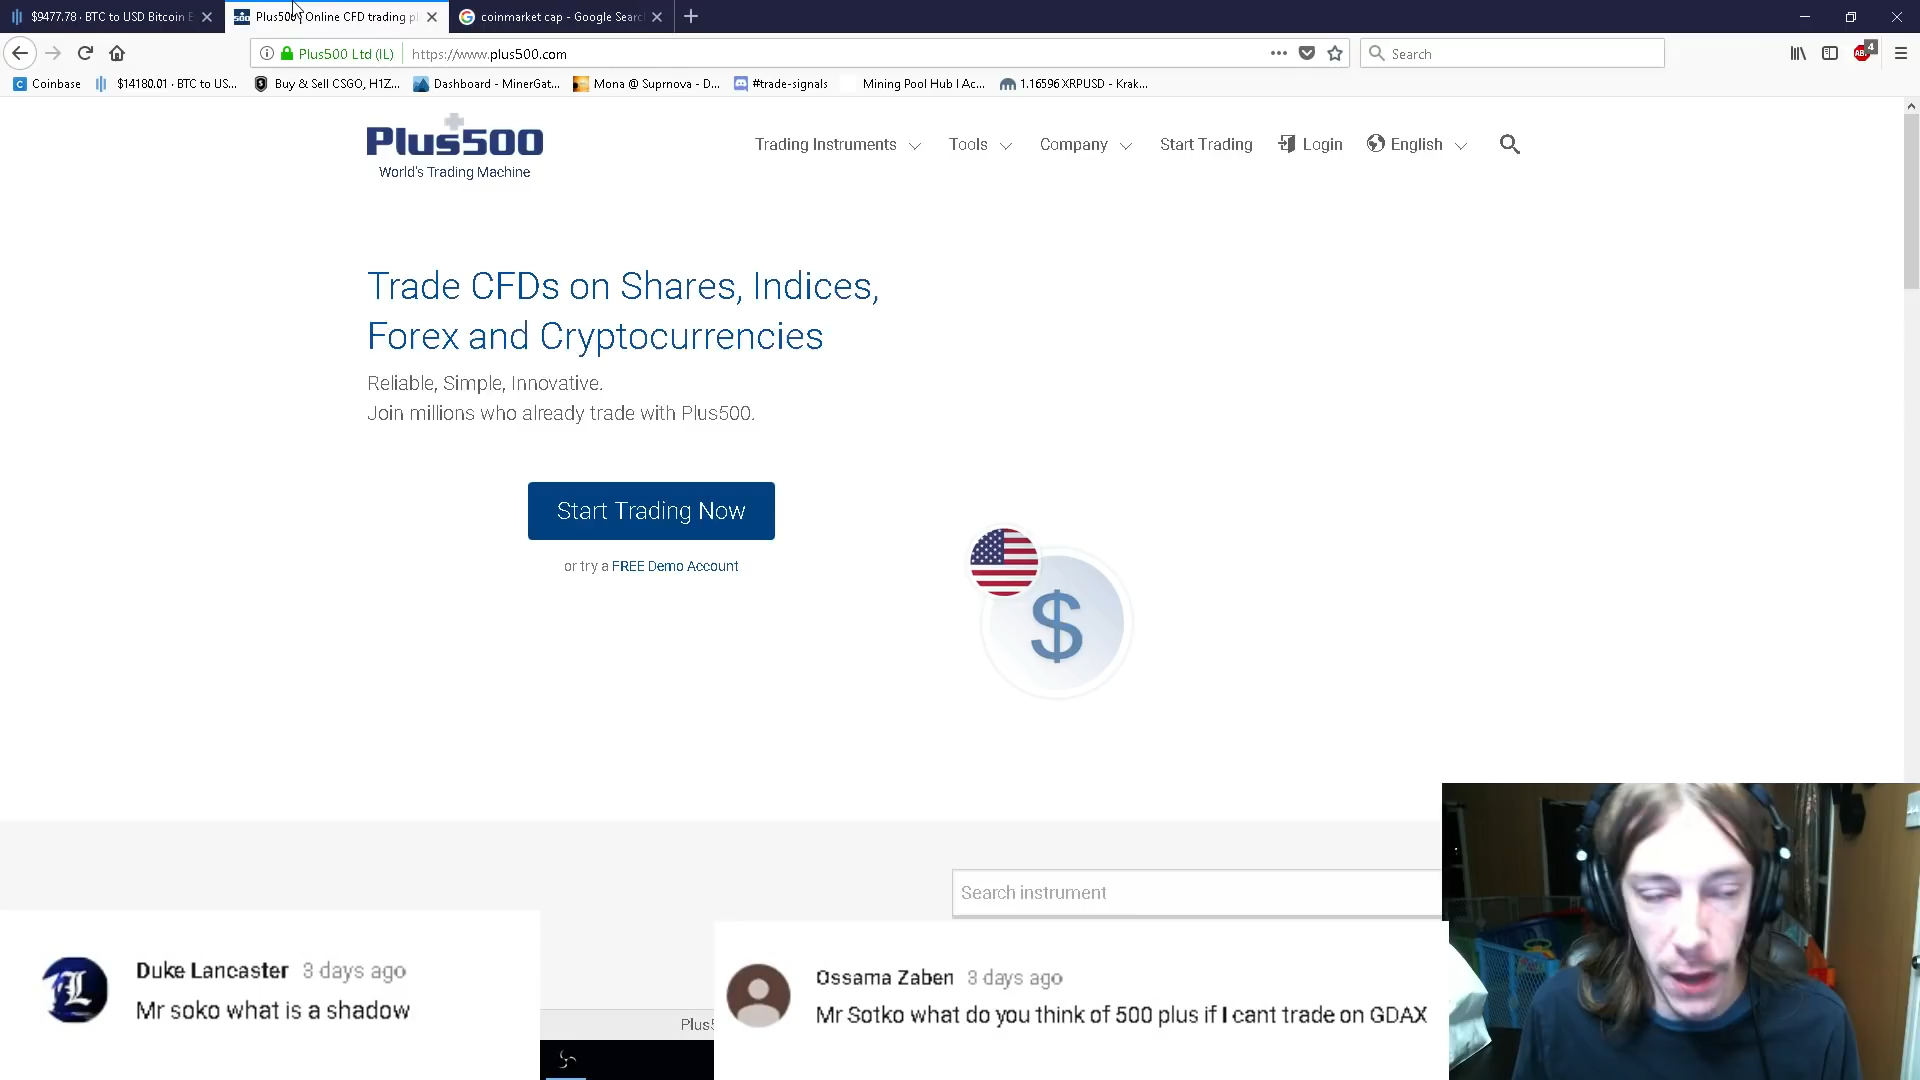 $9477.78 · BTC to USD Bitcoin E
Plus500 | Online CFD trading pl
coinmarket cap - Google Searc
Plus500 Ltd (IL)
https://www.plus500.com
Search
4
Coinbase
$14180.01 · BTC to US...
Buy & Sell CSGO, H1Z...
Dashboard - MinerGat...
Mona @ Suprnova - D...
#trade-signals
Mining Pool Hub | Ac...
1.16596 XRPUSD - Krak...
Plus500
World's Trading Machine
Trading Instruments
Tools
Company
Start Trading
Login
English
Trade CFDs on Shares, Indices,
Forex and Cryptocurrencies
Reliable, Simple, Innovative.
Join millions who already trade with Plus500.
Start Trading Now
or try a FREE Demo Account
$
Search instrument
Duke Lancaster 3 days ago
Mr soko what is a shadow
Ossama Zaben 3 days ago
Mr Sotko what do you think of 500 plus if I cant trade on GDAX